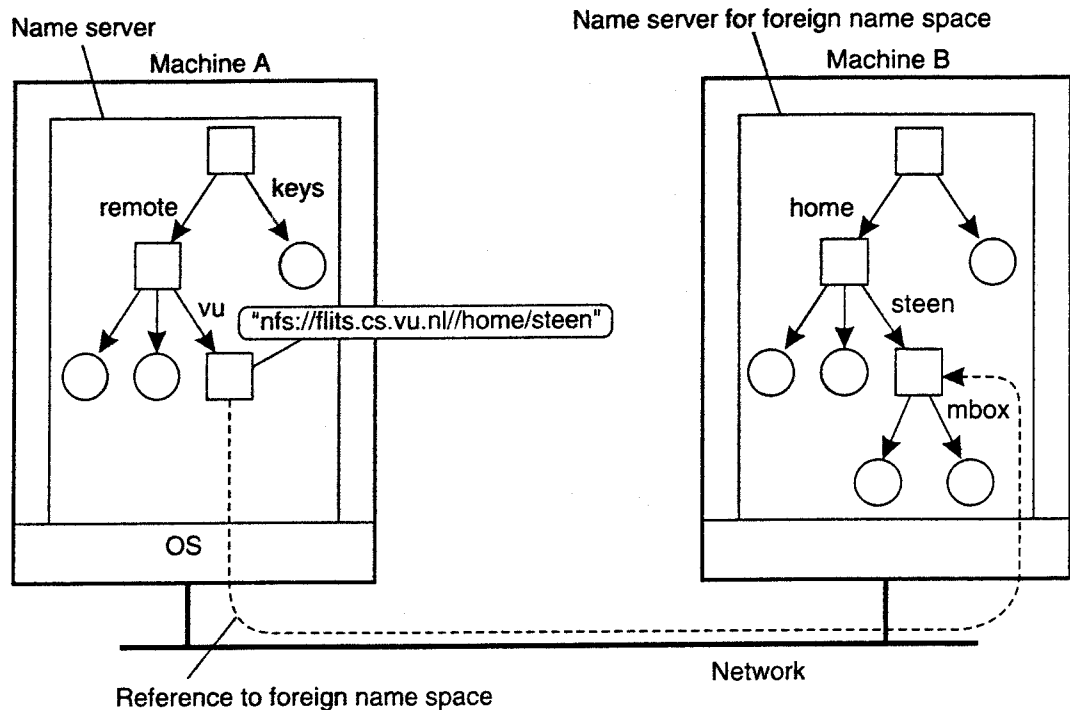 Name server
Name server for foreign name space
Machine A
Machine B
keys
remote
home
vu
"nfs://flits.cs.vu.nl//home/steen"
steen
mbox
OS
Network
Reference to foreign name space